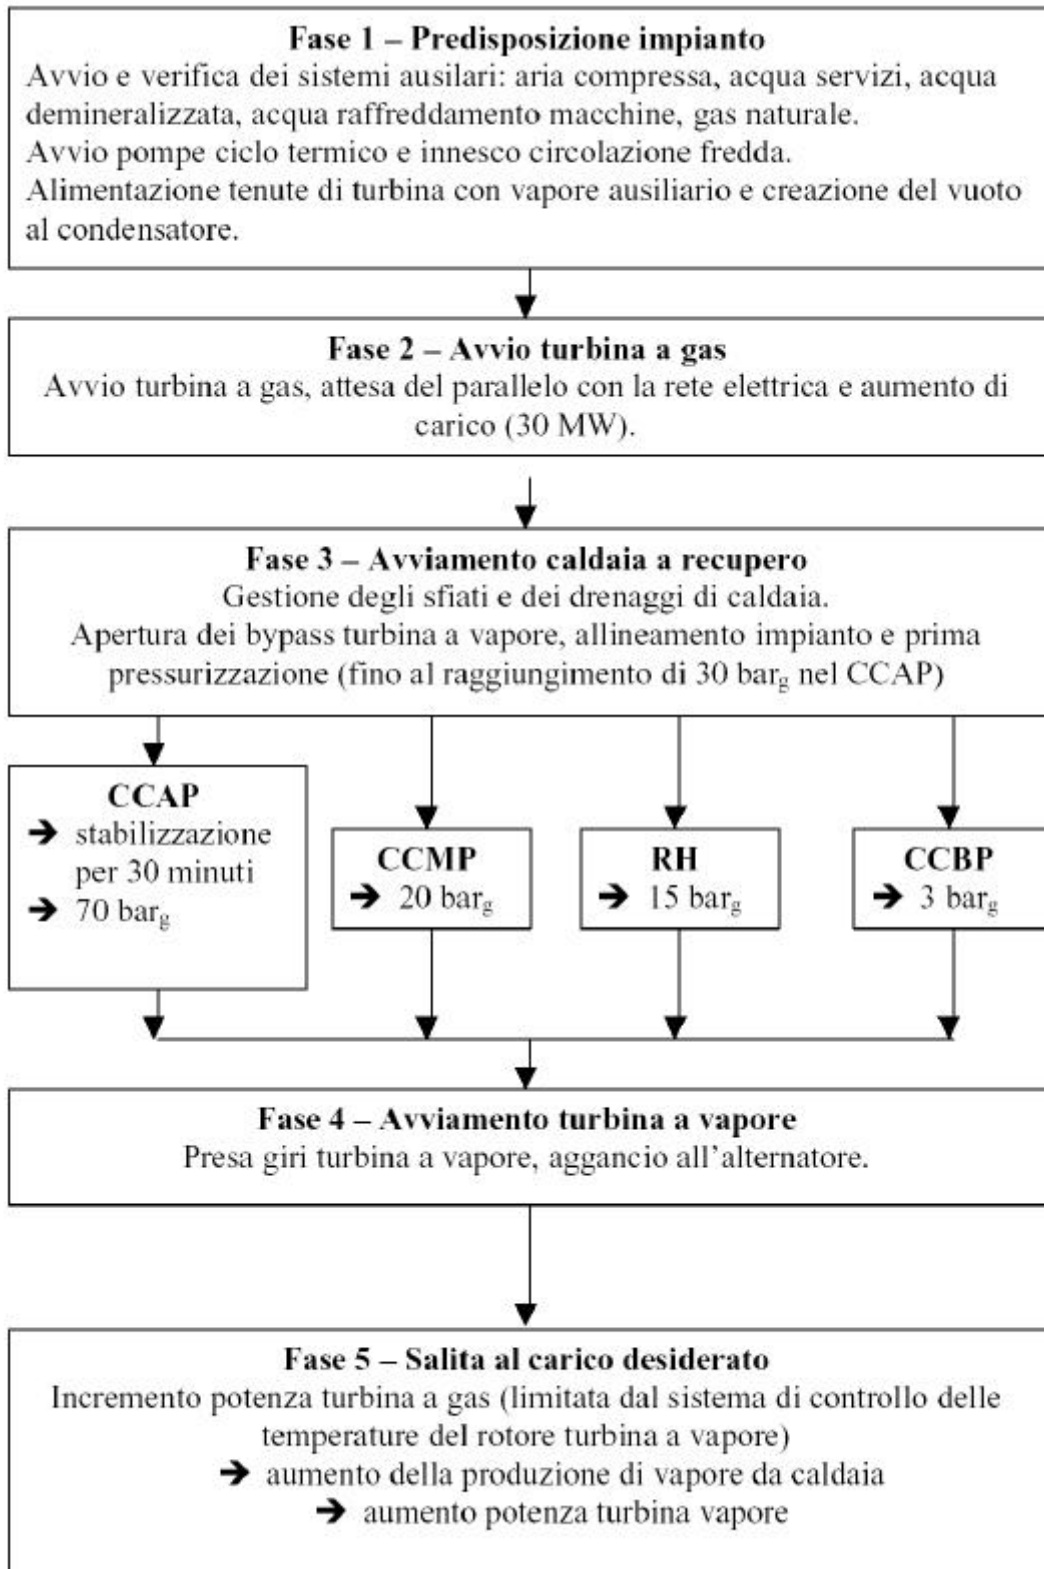 Fase 1 – Predisposizione impianto
Avvio e verifica dei sistemi ausilari: aria compressa, acqua servizi, acqua
demineralizzata, acqua raffreddamento macchine, gas naturale.
Avvio pompe ciclo termico e innesco circolazione fredda.
Alimentazione tenute di turbina con vapore ausiliario e creazione del vuoto
al condensatore.
Fase 2 – Avvio turbina a gas
Avvio turbina a gas, attesa del parallelo con la rete elettrica e aumento di
carico (30 MW).
Fase 3 – Avviamento caldaia a recupero
Gestione degli sfiati e dei drenaggi di caldaia.
Apertura dei bypass turbina a vapore, allineamento impianto e prima
pressurizzazione (fino al raggiungimento di 30 barg nel CCAP)
CCAP
➔ stabilizzazione
per 30 minuti
➔ 70 barg
CCMP
➔ 20 barg
RH
➔ 15 barg
CCBP
➔ 3 barg
Fase 4 – Avviamento turbina a vapore
Presa giri turbina a vapore, aggancio all'alternatore.
Fase 5 – Salita al carico desiderato
Incremento potenza turbina a gas (limitata dal sistema di controllo delle
temperature del rotore turbina a vapore)
➔ aumento della produzione di vapore da caldaia
➔ aumento potenza turbina vapore